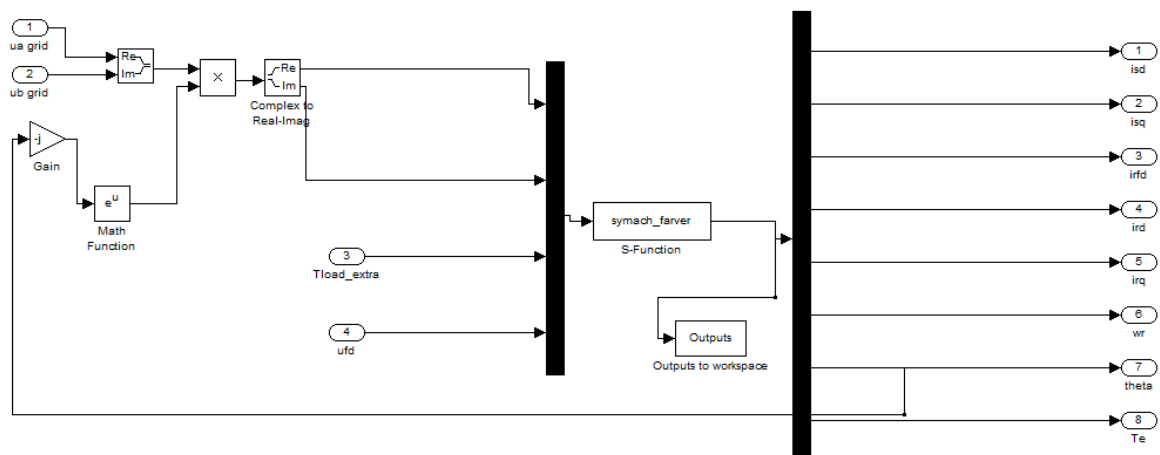 1
ua grid
2
ub grid
Re
Im
×
Re
Im
Complex to
Real-Imag
-j
Gain
e^u
Math
Function
3
Tload_extra
4
ufd
symach_farver
S-Function
Outputs
Outputs to workspace
1
isd
2
isq
3
irfd
4
ird
5
irq
6
wr
7
theta
8
Te